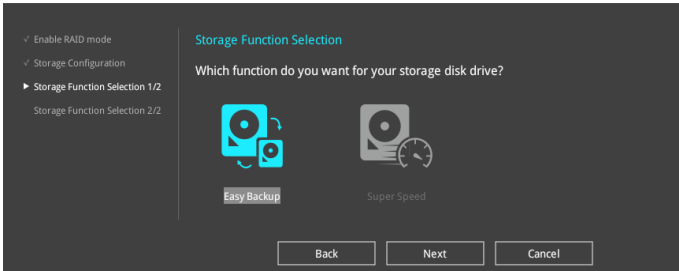 ✓ Enable RAID mode
✓ Storage Configuration
▶ Storage Function Selection 1/2
Storage Function Selection 2/2
Storage Function Selection
Which function do you want for your storage disk drive?
Easy Backup
Super Speed
Back
Next
Cancel